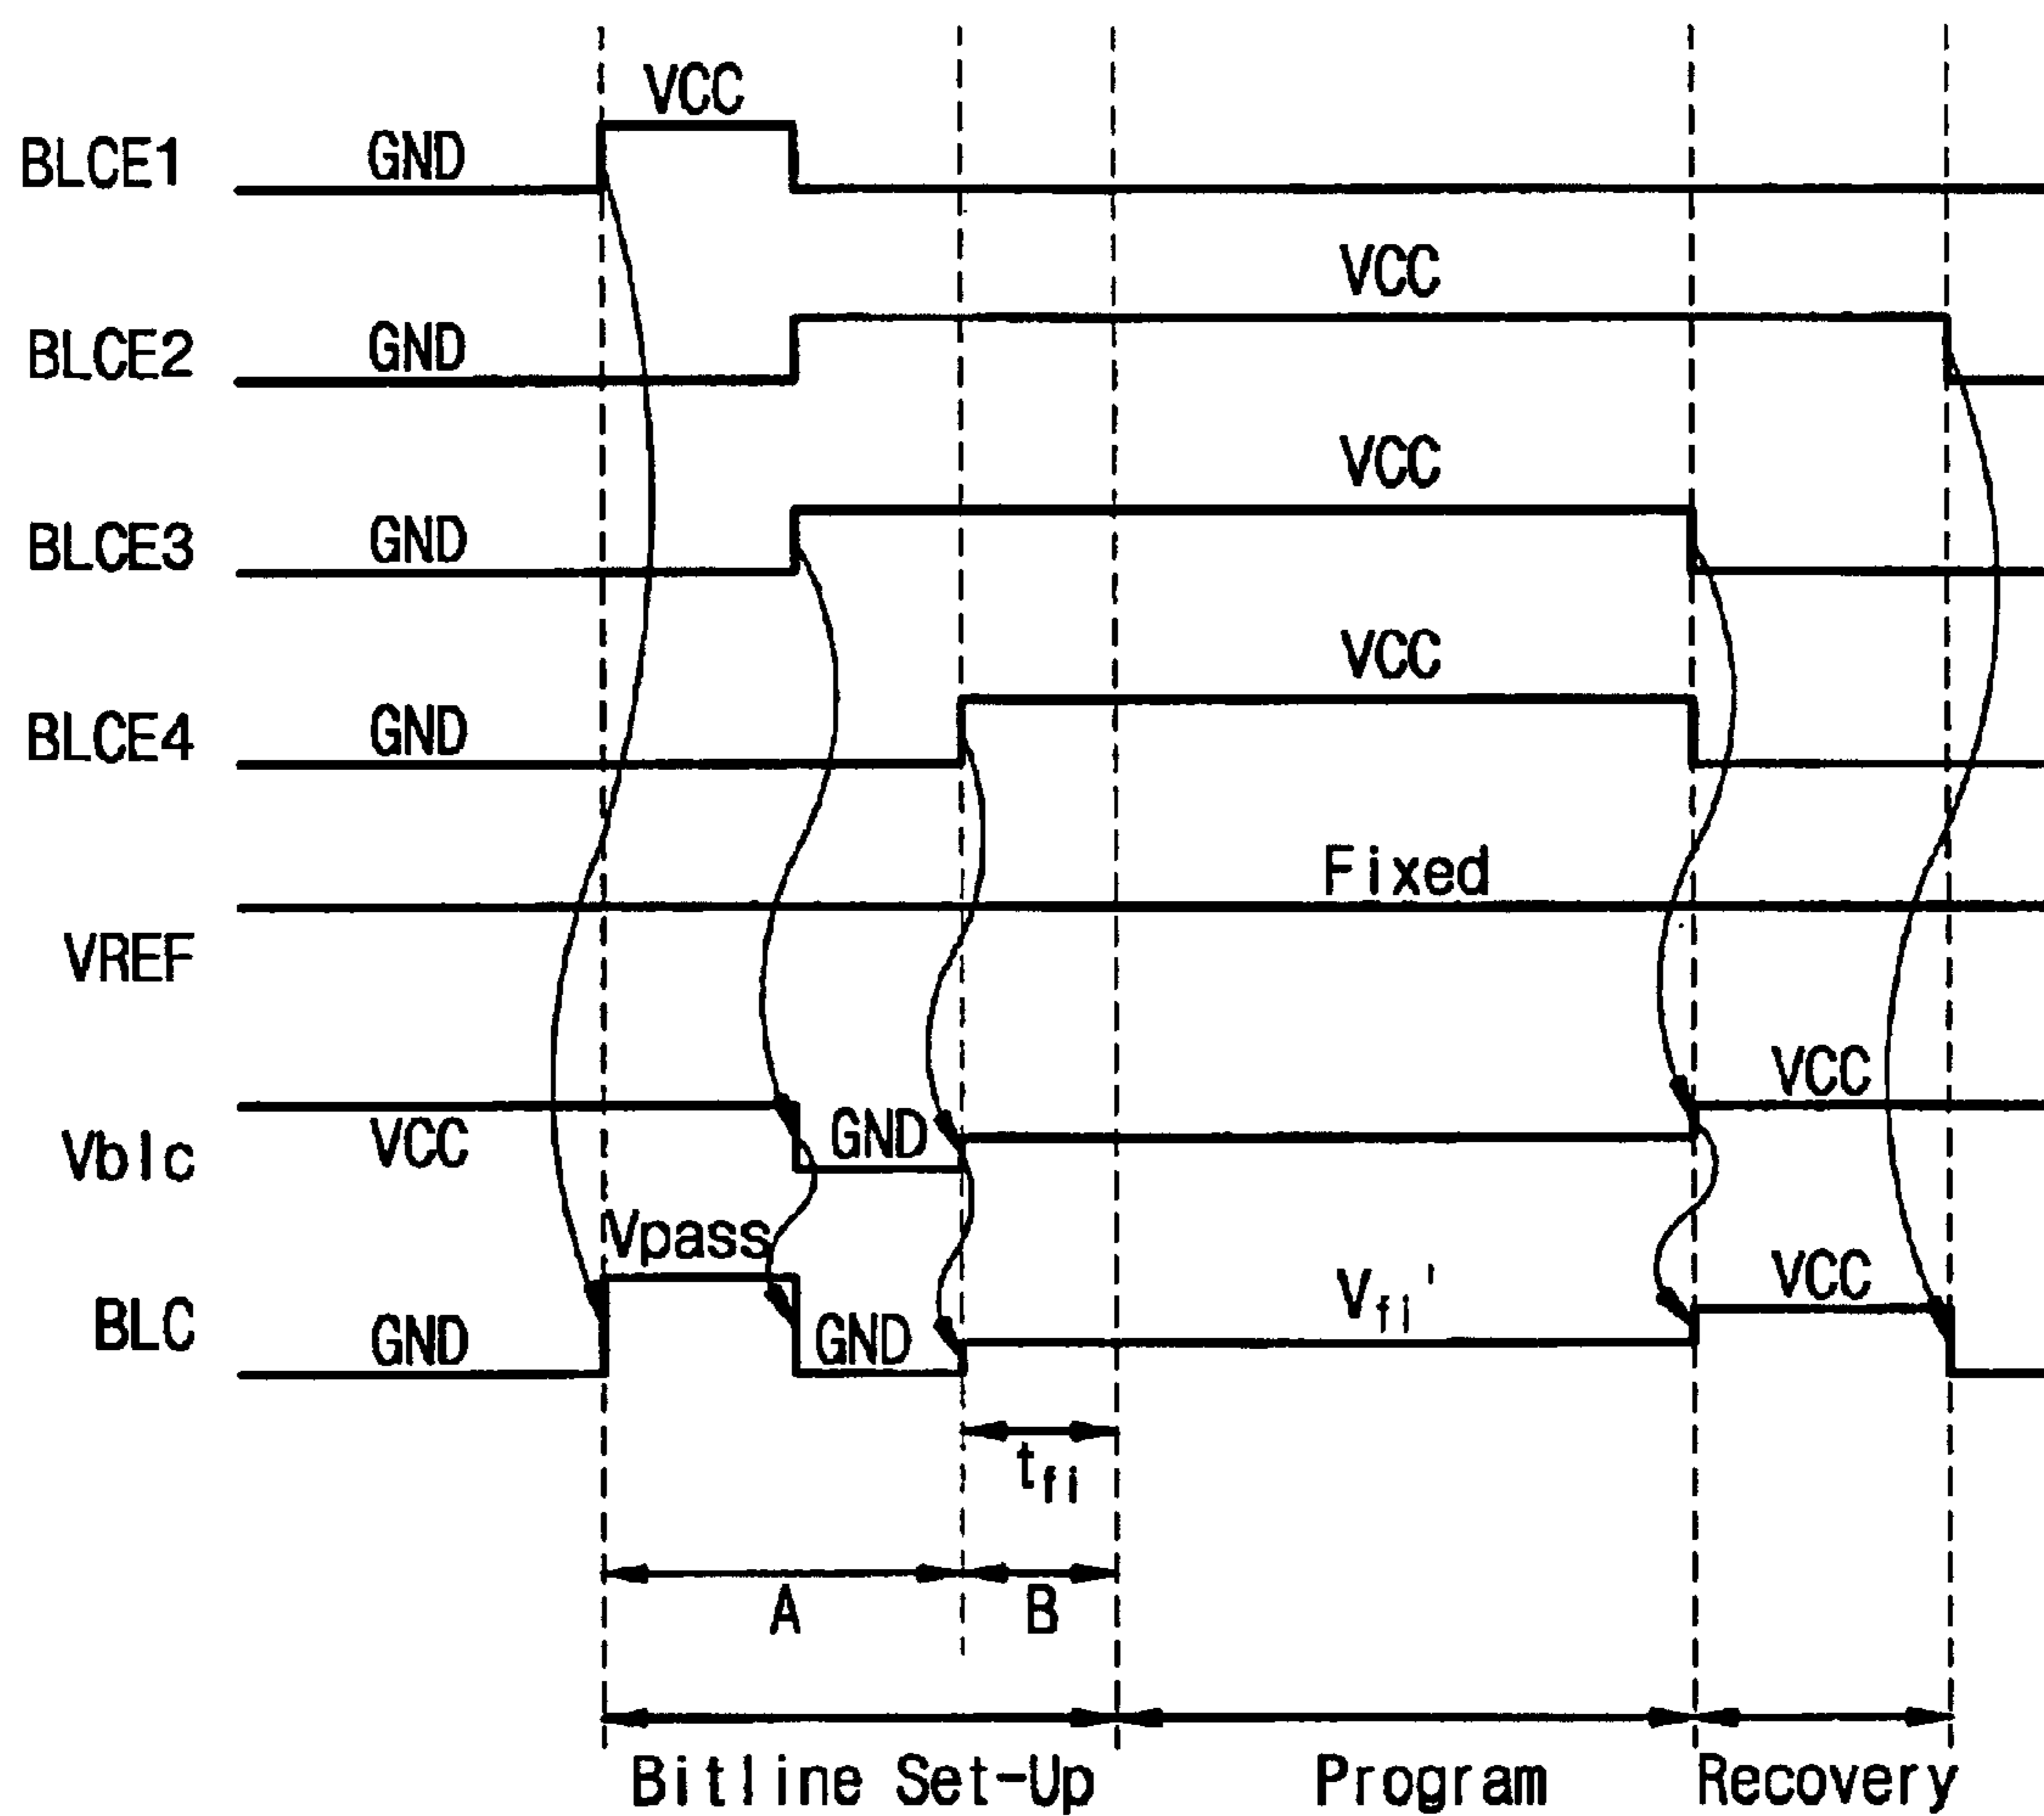 VCC
BLCE1 GND
VCC
BLCE2 GND
VCC
BLCE3 GND
VCC
BLCE4 GND
Fixed
VREF
VCC
Vblc VCC GND
Vpass
VCC
BLC GND GND Vfi'
tfi
A B
Bitline Set-Up Program Recovery